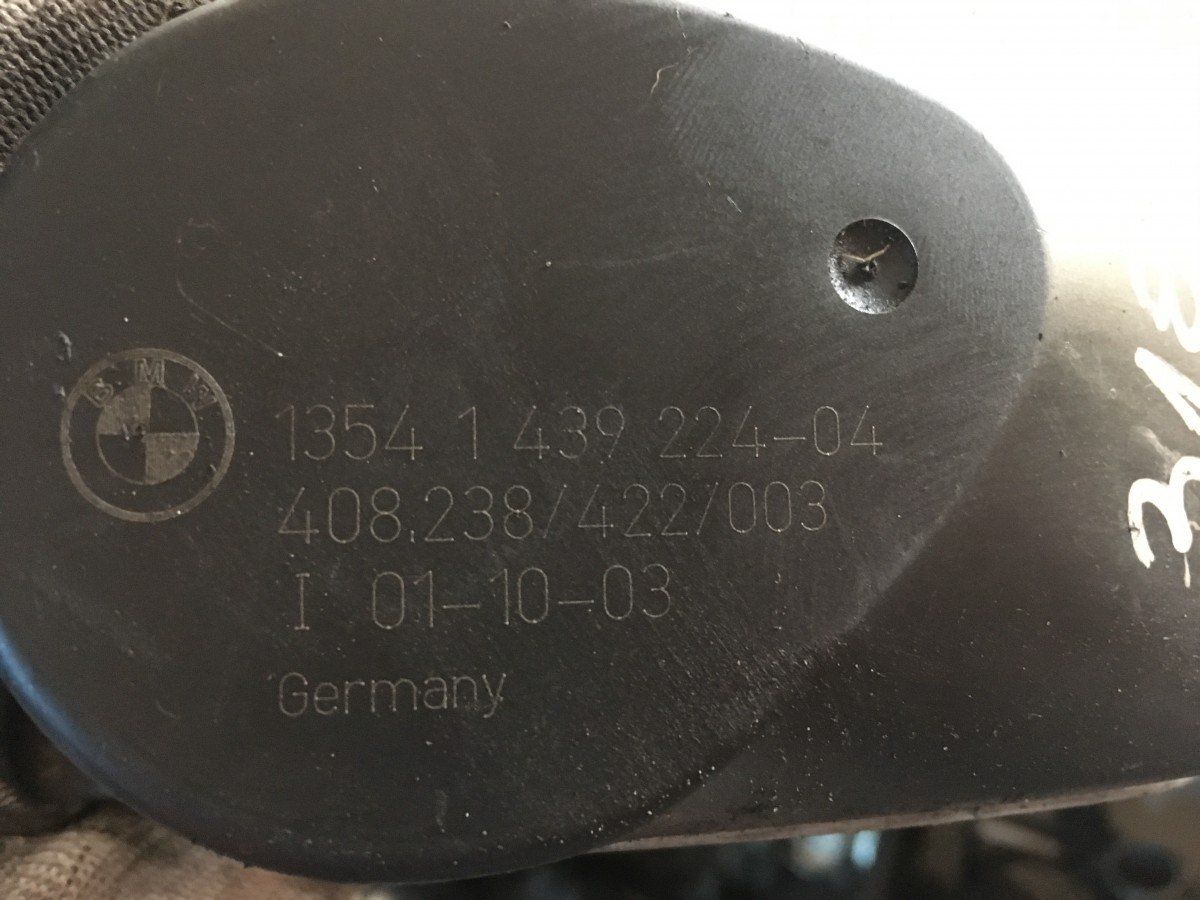 BMW
1354 1 439 224-04
408.238/422/003
I 01-10-03
Germany